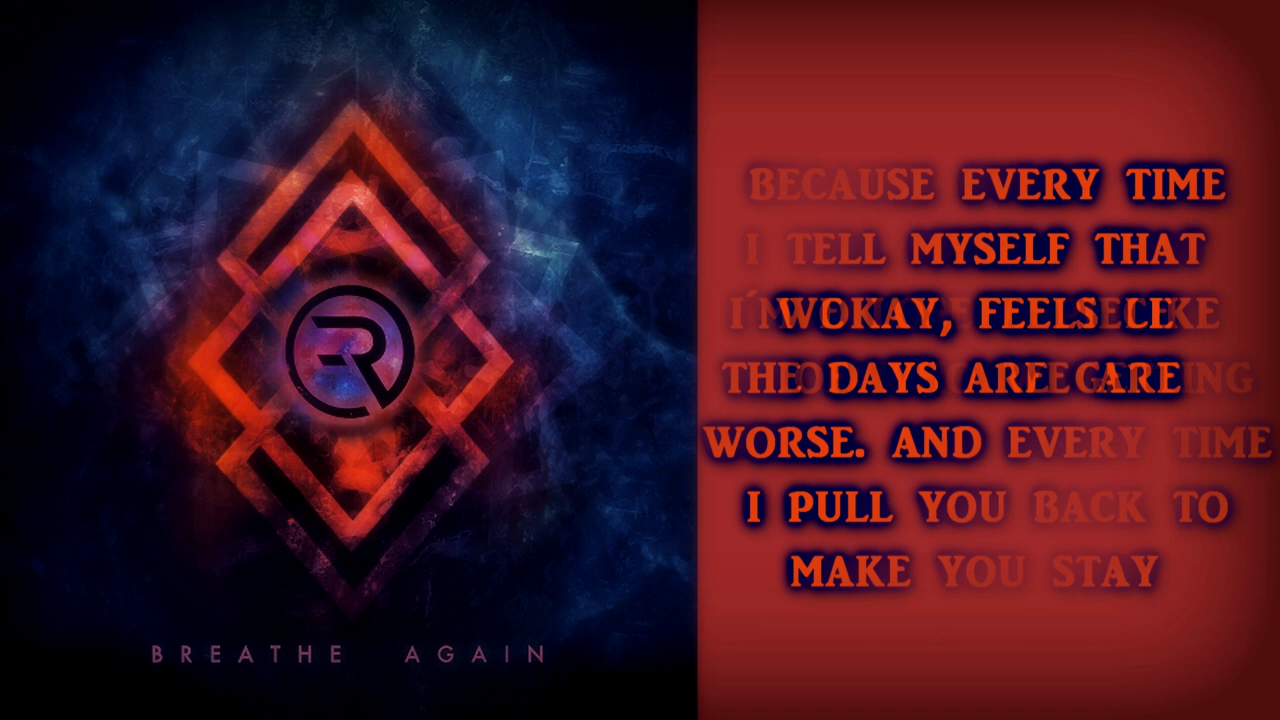 BREATHE AGAIN
BECAUSE EVERY TIME
I TELL MYSELF THAT
I´M OKAY, FEELS
THE DAYS ARE
WORSE. AND EVERY TIME
I PULL YOU BACK TO
MAKE YOU STAY